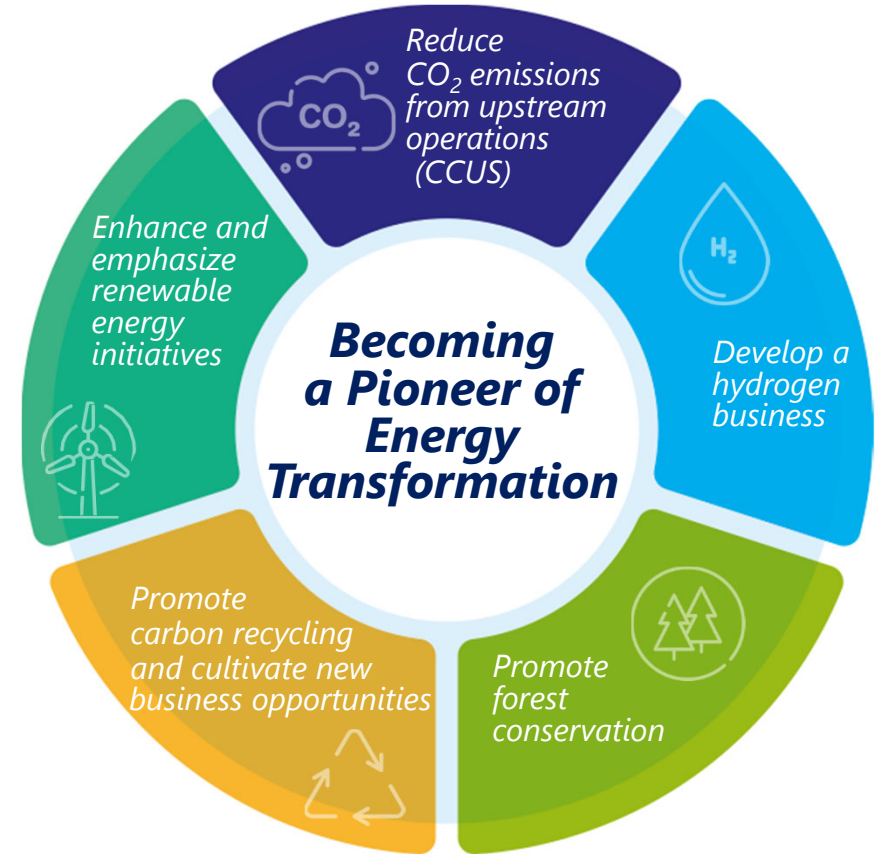 Reduce
CO₂ emissions
from upstream
operations
(CCUS)
CO₂
H₂
Develop a
hydrogen
business
Promote
forest
conservation
Promote
carbon recycling
and cultivate new
business opportunities
Enhance and
emphasize
renewable
energy
initiatives
Becoming
a Pioneer of
Energy
Transformation